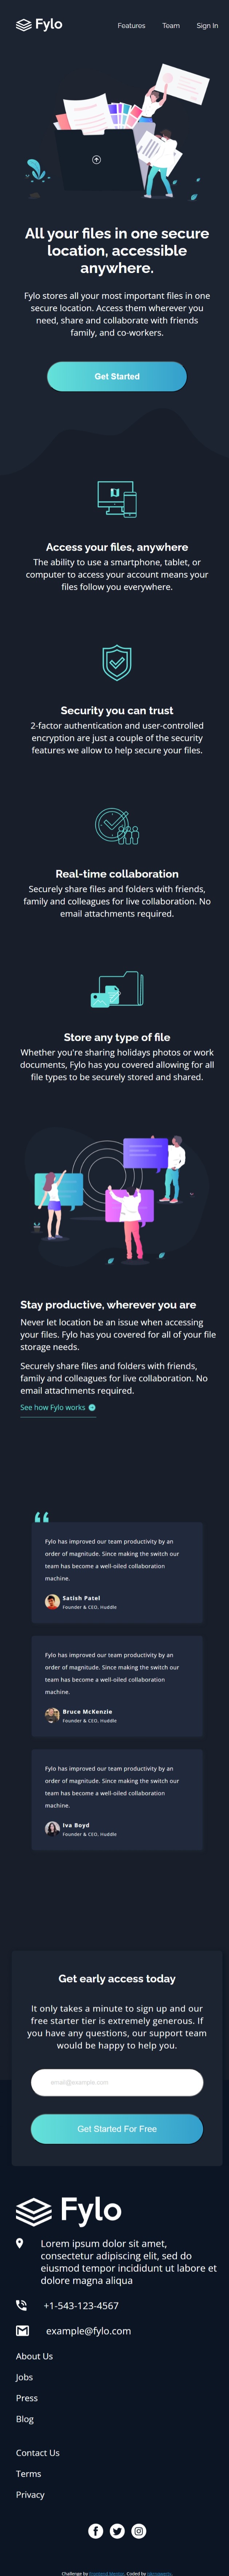 Fylo
Features Team Sign In
All your files in one secure
location, accessible
anywhere.
Fylo stores all your most important files in one
secure location. Access them wherever you
need, share and collaborate with friends
family, and co-workers.
Get Started
Access your files, anywhere
The ability to use a smartphone, tablet, or
computer to access your account means your
files follow you everywhere.
Security you can trust
2-factor authentication and user-controlled
encryption are just a couple of the security
features we allow to help secure your files.
Real-time collaboration
Securely share files and folders with friends,
family and colleagues for live collaboration. No
email attachments required.
Store any type of file
Whether you're sharing holidays photos or work
documents, Fylo has you covered allowing for all
file types to be securely stored and shared.
Stay productive, wherever you are
Never let location be an issue when accessing
your files. Fylo has you covered for all of your file
storage needs.
Securely share files and folders with friends,
family and colleagues for live collaboration. No
email attachments required.
See how Fylo works
Fylo has improved our team productivity by an
order of magnitude. Since making the switch our
team has become a well-oiled collaboration
machine.
Satish Patel
Founder & CEO, Huddle
Fylo has improved our team productivity by an
order of magnitude. Since making the switch our
team has become a well-oiled collaboration
machine.
Bruce McKenzie
Founder & CEO, Huddle
Fylo has improved our team productivity by an
order of magnitude. Since making the switch our
team has become a well-oiled collaboration
machine.
Iva Boyd
Founder & CEO, Huddle
Get early access today
It only takes a minute to sign up and our
free starter tier is extremely generous. If
you have any questions, our support team
would be happy to help you.
email@example.com
Get Started For Free
Fylo
Lorem ipsum dolor sit amet,
consectetur adipiscing elit, sed do
eiusmod tempor incididunt ut labore et
dolore magna aliqua
+1-543-123-4567
example@fylo.com
About Us
Jobs
Press
Blog
Contact Us
Terms
Privacy
Challenge by Frontend Mentor. Coded by